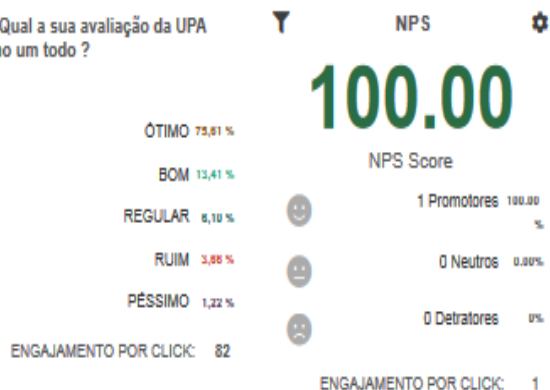 Qual a sua avaliação da UPA
o um todo ?
ÓTIMO 75,61 %
BOM 13,41 %
REGULAR 6,10 %
RUIM 3,66 %
PÉSSIMO 1,22 %
ENGAJAMENTO POR CLICK: 82
NPS
100.00
NPS Score
1 Promotores 100.00
%
0 Neutros 0.00%
0 Detratores 0%
ENGAJAMENTO POR CLICK: 1